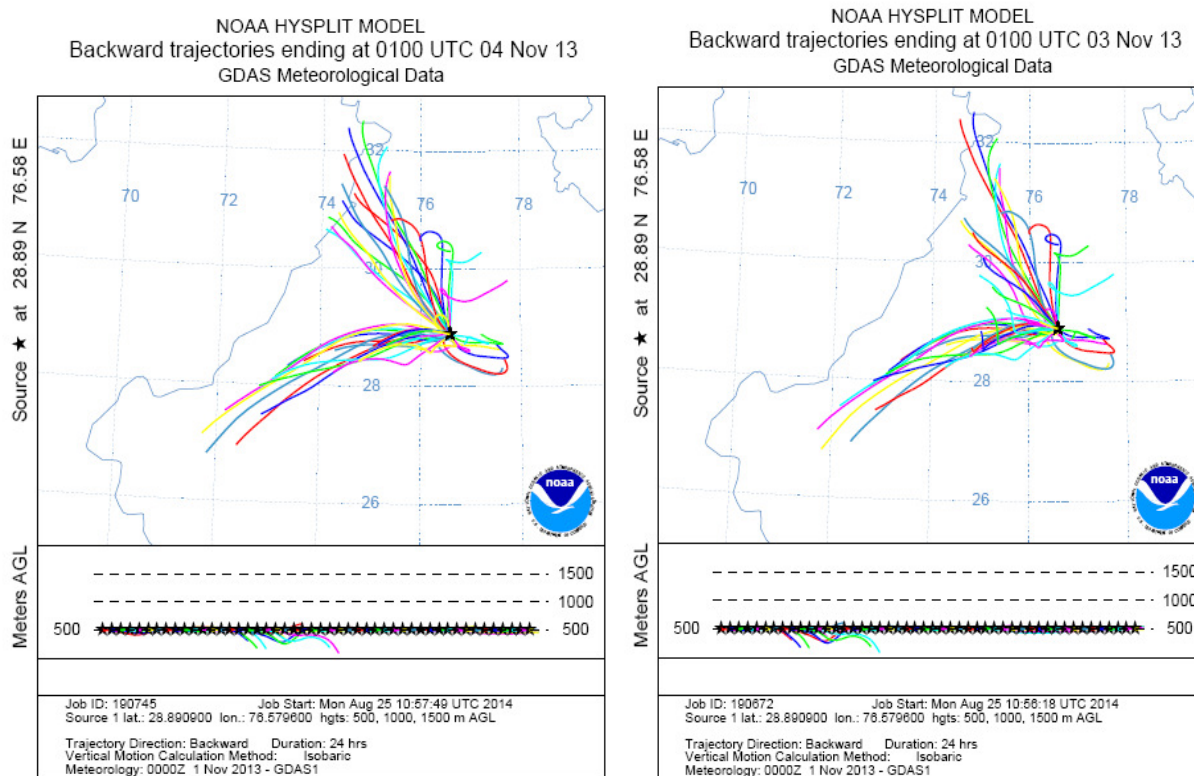 NOAA HYSPLIT MODEL
Backward trajectories ending at 0100 UTC 04 Nov 13
GDAS Meteorological Data
Source ★ at 28.89 N 76.58 E
70
72
74
76
78
32
30
28
26
noaa
Meters AGL
1500
1000
500
500
Job ID: 190745 Job Start: Mon Aug 25 10:57:49 UTC 2014
Source 1 lat.: 28.890900 lon.: 76.579600 hgts: 500, 1000, 1500 m AGL
Trajectory Direction: Backward Duration: 24 hrs
Vertical Motion Calculation Method: Isobaric
Meteorology: 0000Z 1 Nov 2013 - GDAS1
NOAA HYSPLIT MODEL
Backward trajectories ending at 0100 UTC 03 Nov 13
GDAS Meteorological Data
Source ★ at 28.89 N 76.58 E
70
72
74
76
78
32
30
28
26
noaa
Meters AGL
1500
1000
500
500
Job ID: 190672 Job Start: Mon Aug 25 10:56:18 UTC 2014
Source 1 lat.: 28.890900 lon.: 76.579600 hgts: 500, 1000, 1500 m AGL
Trajectory Direction: Backward Duration: 24 hrs
Vertical Motion Calculation Method: Isobaric
Meteorology: 0000Z 1 Nov 2013 - GDAS1